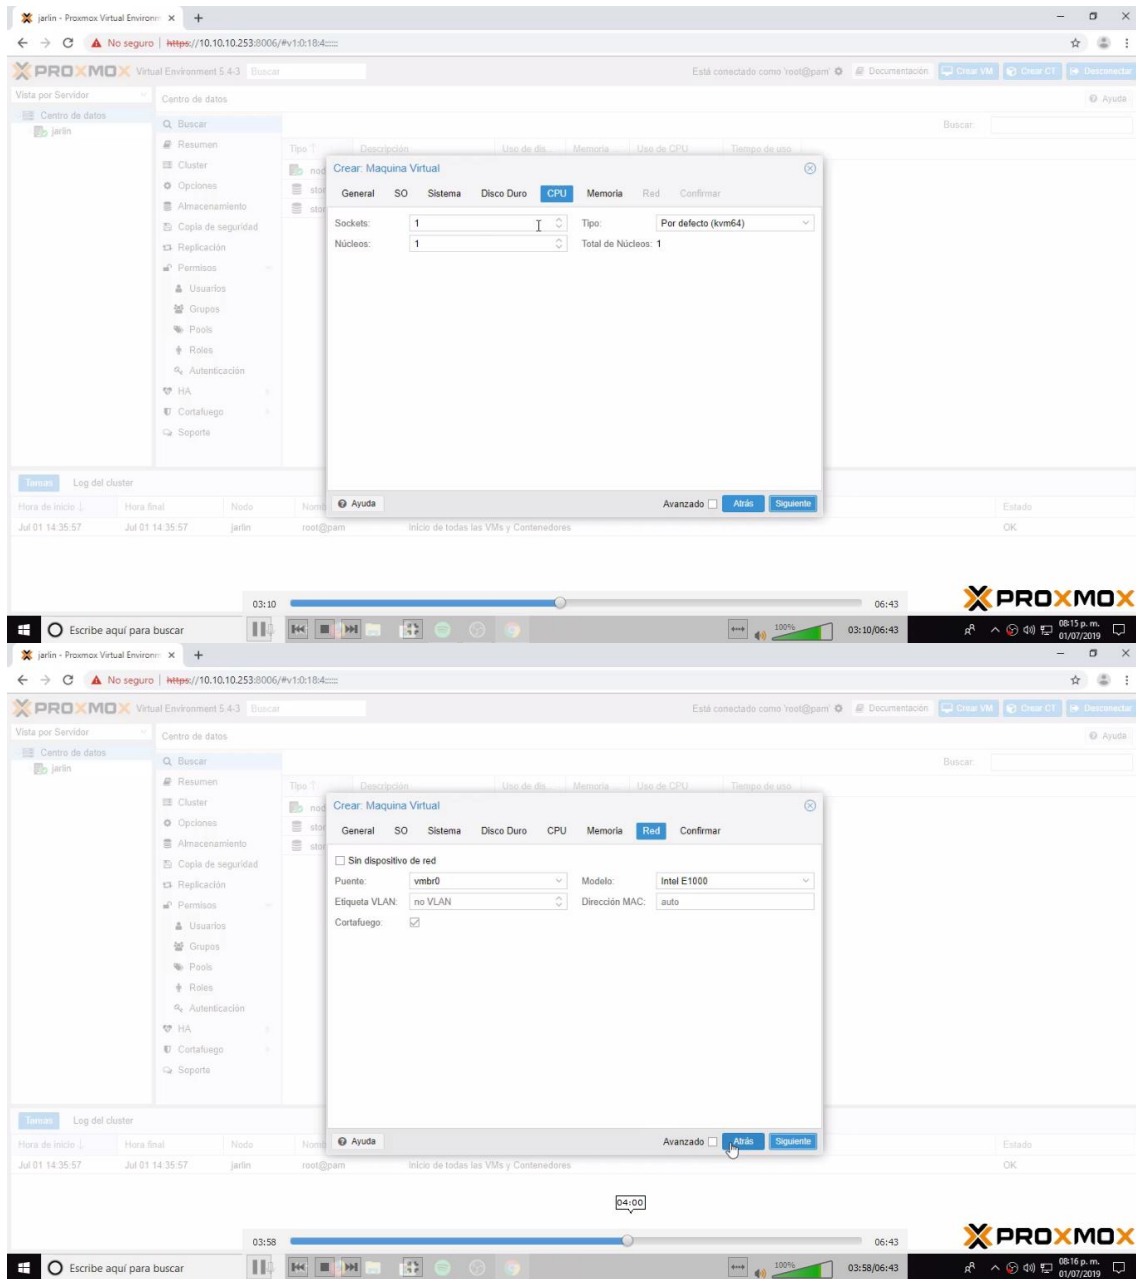 jarlin - Proxmox Virtual Environm × +
No seguro | https://10.10.10.253:8006/#v1:0:18:4::::::
PROXMOX Virtual Environment 5.4-3 Buscar Está conectado como 'root@pam' Documentación Crear VM Crear CT Desconectar
Vista por Servidor Centro de datos Ayuda
Centro de datos Buscar Buscar:
jarlin Resumen Tipo Descripción Uso de dis... Memoria ... Uso de CPU Tiempo de uso
Cluster Crear: Maquina Virtual
Opciones General SO Sistema Disco Duro CPU Memoria Red Confirmar
Almacenamiento
Copia de seguridad Sockets: 1 Tipo: Por defecto (kvm64)
Replicación Núcleos: 1 Total de Núcleos: 1
Permisos
Usuarios
Grupos
Pools
Roles
Autenticación
HA
Cortafuego
Soporte
Tareas Log del cluster Ayuda Avanzado Atrás Siguiente
Hora de inicio Hora final Nodo Estado
Jul 01 14:35:57 Jul 01 14:35:57 jarlin root@pam Inicio de todas las VMs y Contenedores OK
03:10 06:43 PROXMOX
Escribe aquí para buscar 100% 03:10/06:43 08:15 p. m.
01/07/2019
jarlin - Proxmox Virtual Environm × +
No seguro | https://10.10.10.253:8006/#v1:0:18:4::::::
PROXMOX Virtual Environment 5.4-3 Buscar Está conectado como 'root@pam' Documentación Crear VM Crear CT Desconectar
Vista por Servidor Centro de datos Ayuda
Centro de datos Buscar Buscar:
jarlin Resumen Tipo Descripción Uso de dis... Memoria ... Uso de CPU Tiempo de uso
Cluster Crear: Maquina Virtual
Opciones General SO Sistema Disco Duro CPU Memoria Red Confirmar
Almacenamiento
Copia de seguridad Sin dispositivo de red
Replicación Puente: vmbr0 Modelo: Intel E1000
Permisos Etiqueta VLAN: no VLAN Dirección MAC: auto
Usuarios Cortafuego:
Grupos
Pools
Roles
Autenticación
HA
Cortafuego
Soporte
Tareas Log del cluster Ayuda Avanzado Atrás Siguiente
Hora de inicio Hora final Nodo Estado
Jul 01 14:35:57 Jul 01 14:35:57 jarlin root@pam Inicio de todas las VMs y Contenedores OK
04:00
03:58 06:43 PROXMOX
Escribe aquí para buscar 100% 03:58/06:43 08:16 p. m.
01/07/2019